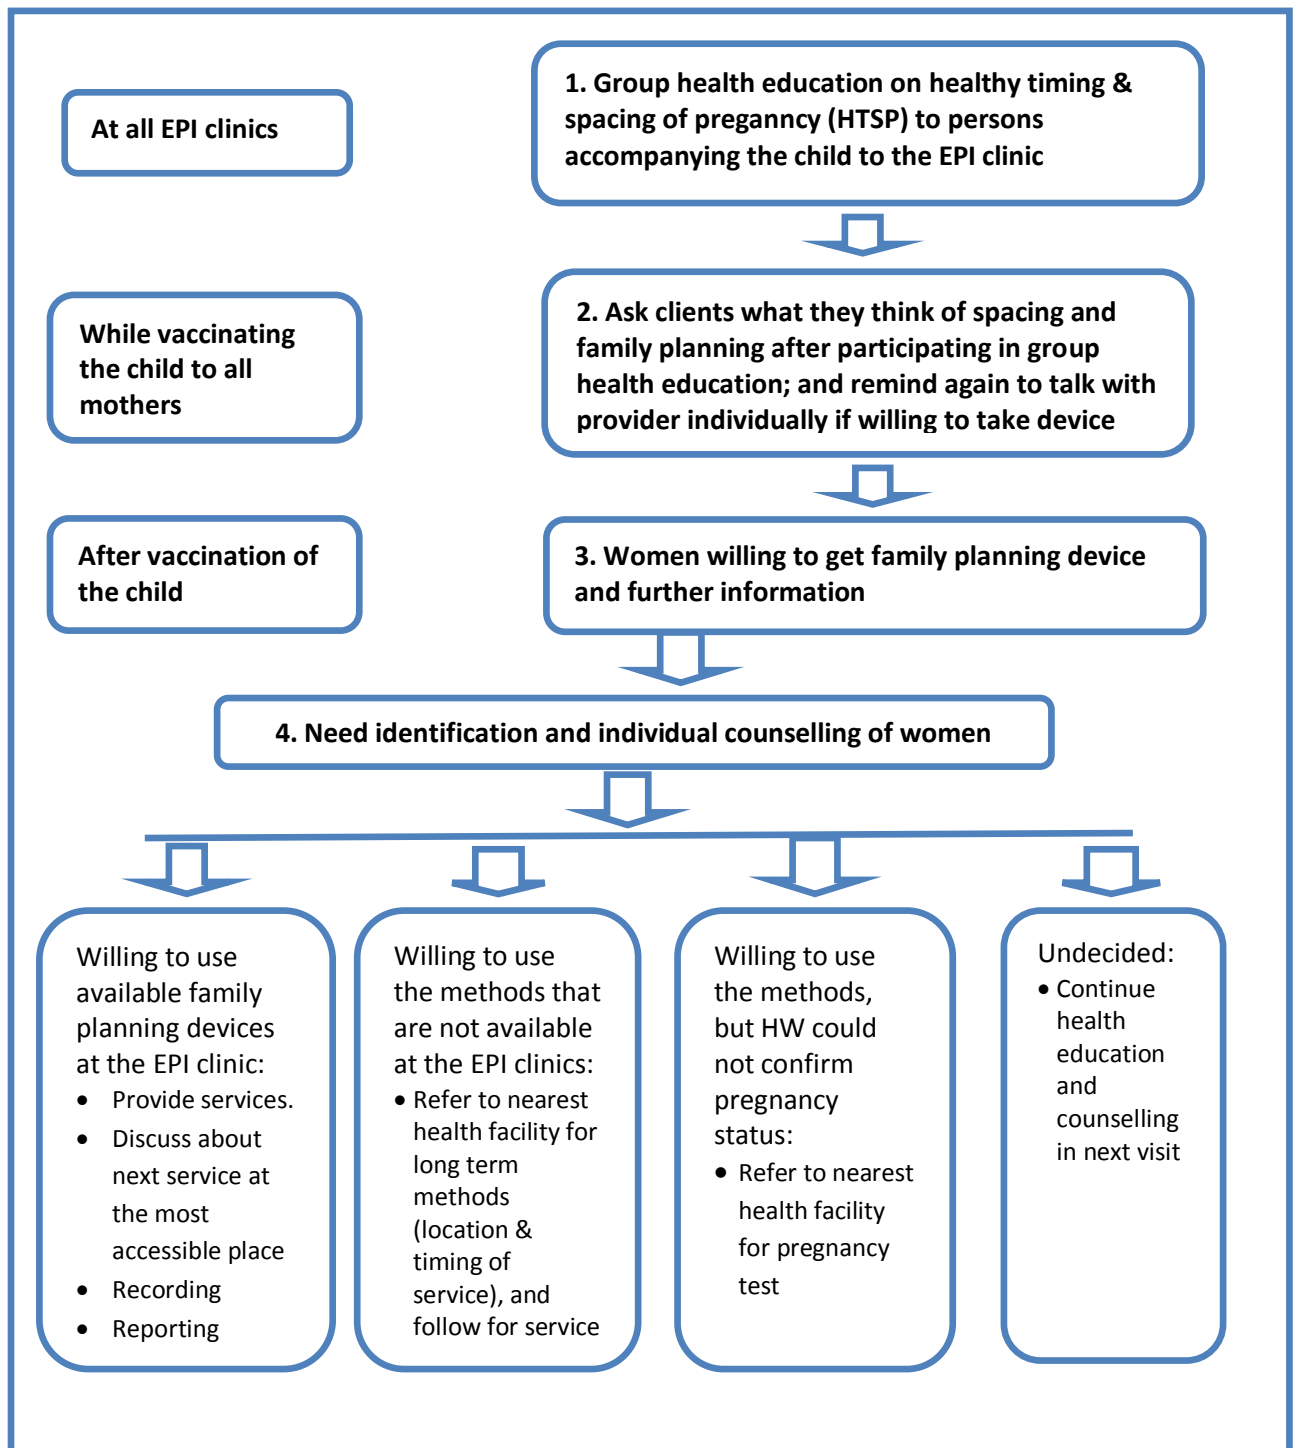 At all EPI clinics
1. Group health education on healthy timing &
spacing of preganncy (HTSP) to persons
accompanying the child to the EPI clinic
While vaccinating
the child to all
mothers
2. Ask clients what they think of spacing and
family planning after participating in group
health education; and remind again to talk with
provider individually if willing to take device
After vaccination of
the child
3. Women willing to get family planning device
and further information
4. Need identification and individual counselling of women
Willing to use
available family
planning devices
at the EPI clinic:
• Provide services.
• Discuss about
next service at
the most
accessible place
• Recording
• Reporting
Willing to use
the methods that
are not available
at the EPI clinics:
• Refer to nearest
health facility for
long term
methods
(location &
timing of
service), and
follow for service
Willing to use
the methods,
but HW could
not confirm
pregnancy
status:
• Refer to nearest
health facility
for pregnancy
test
Undecided:
• Continue
health
education
and
counselling
in next visit